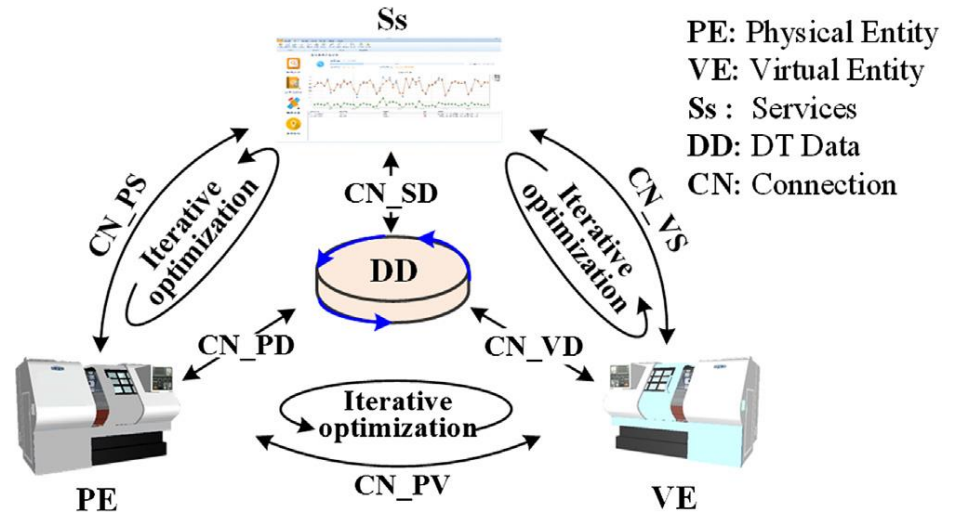 Ss
PE: Physical Entity
VE: Virtual Entity
Ss : Services
DD: DT Data
CN: Connection
CN_PS
Iterative
optimization
CN_SD
Iterative
optimization
CN_VS
DD
CN_PD
CN_VD
Iterative
optimization
CN_PV
PE
VE